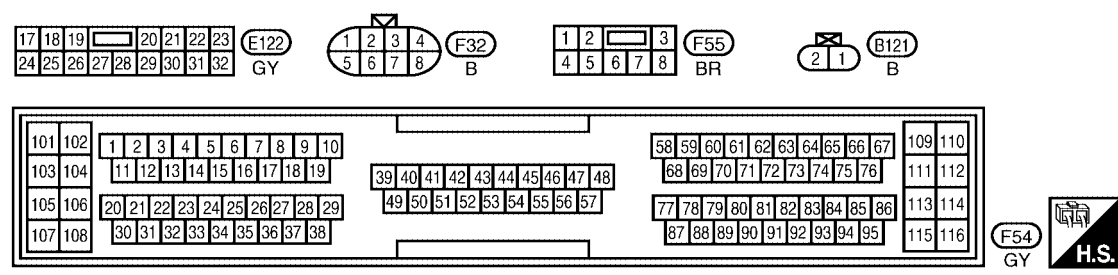 17 18 19 20 21 22 23
24 25 26 27 28 29 30 31 32
E122
GY
1 2 3 4
5 6 7 8
F32
B
1 2 3
4 5 6 7 8
F55
BR
2 1
B121
B
101 102
103 104
105 106
107 108
1 2 3 4 5 6 7 8 9 10
11 12 13 14 15 16 17 18 19
20 21 22 23 24 25 26 27 28 29
30 31 32 33 34 35 36 37 38
39 40 41 42 43 44 45 46 47 48
49 50 51 52 53 54 55 56 57
58 59 60 61 62 63 64 65 66 67
68 69 70 71 72 73 74 75 76
77 78 79 80 81 82 83 84 85 86
87 88 89 90 91 92 93 94 95
109 110
111 112
113 114
115 116
F54
GY
H.S.